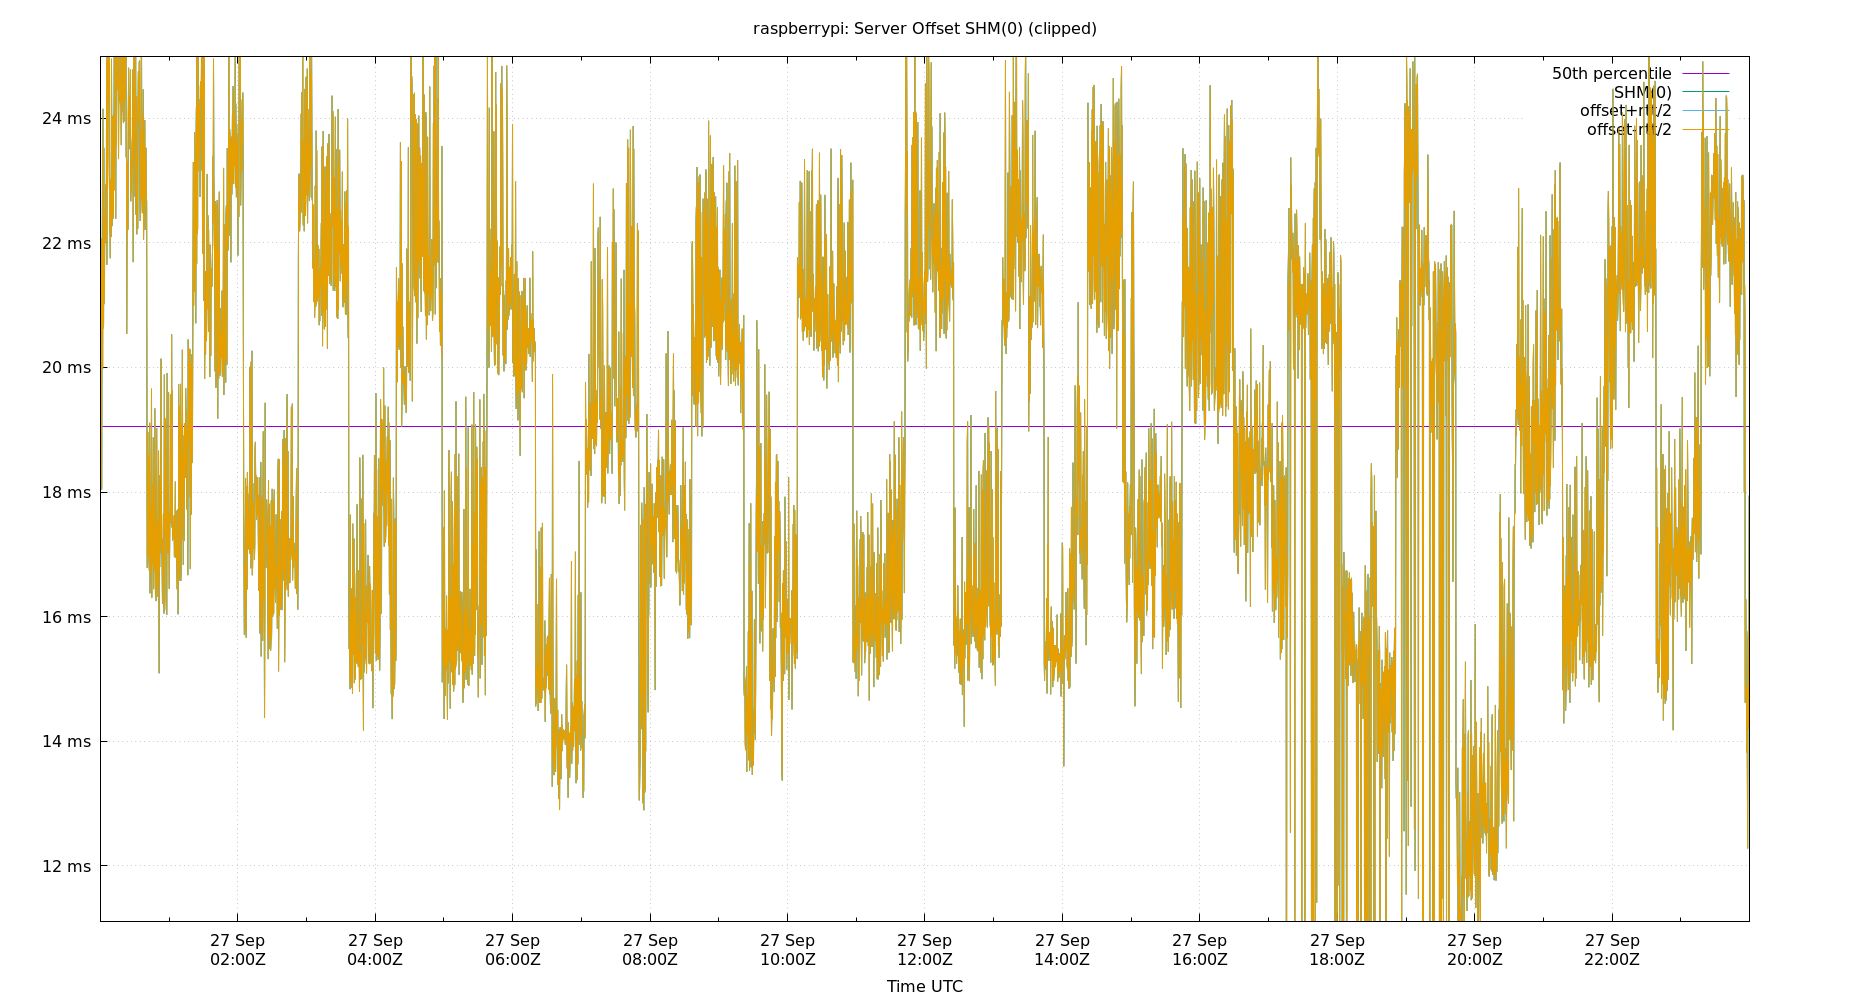 raspberrypi: Server Offset SHM(0) (clipped)
50th percentile
SHM(0)
offset+rtt/2
offset-rtt/2
24 ms
22 ms
20 ms
18 ms
16 ms
14 ms
12 ms
27 Sep 27 Sep 27 Sep 27 Sep 27 Sep 27 Sep 27 Sep 27 Sep 27 Sep 27 Sep 27 Sep
02:00Z 04:00Z 06:00Z 08:00Z 10:00Z 12:00Z 14:00Z 16:00Z 18:00Z 20:00Z 22:00Z
Time UTC